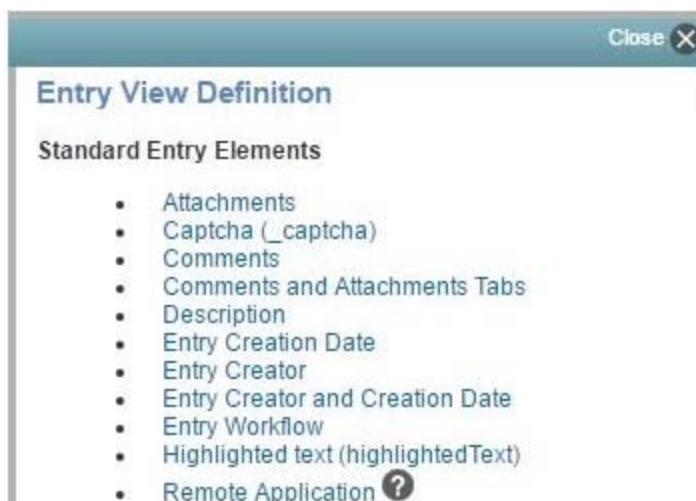 Close
Entry View Definition
Standard Entry Elements
Attachments
Captcha (_captcha)
Comments
Comments and Attachments Tabs
Description
Entry Creation Date
Entry Creator
Entry Creator and Creation Date
Entry Workflow
Highlighted text (highlightedText)
Remote Application ?